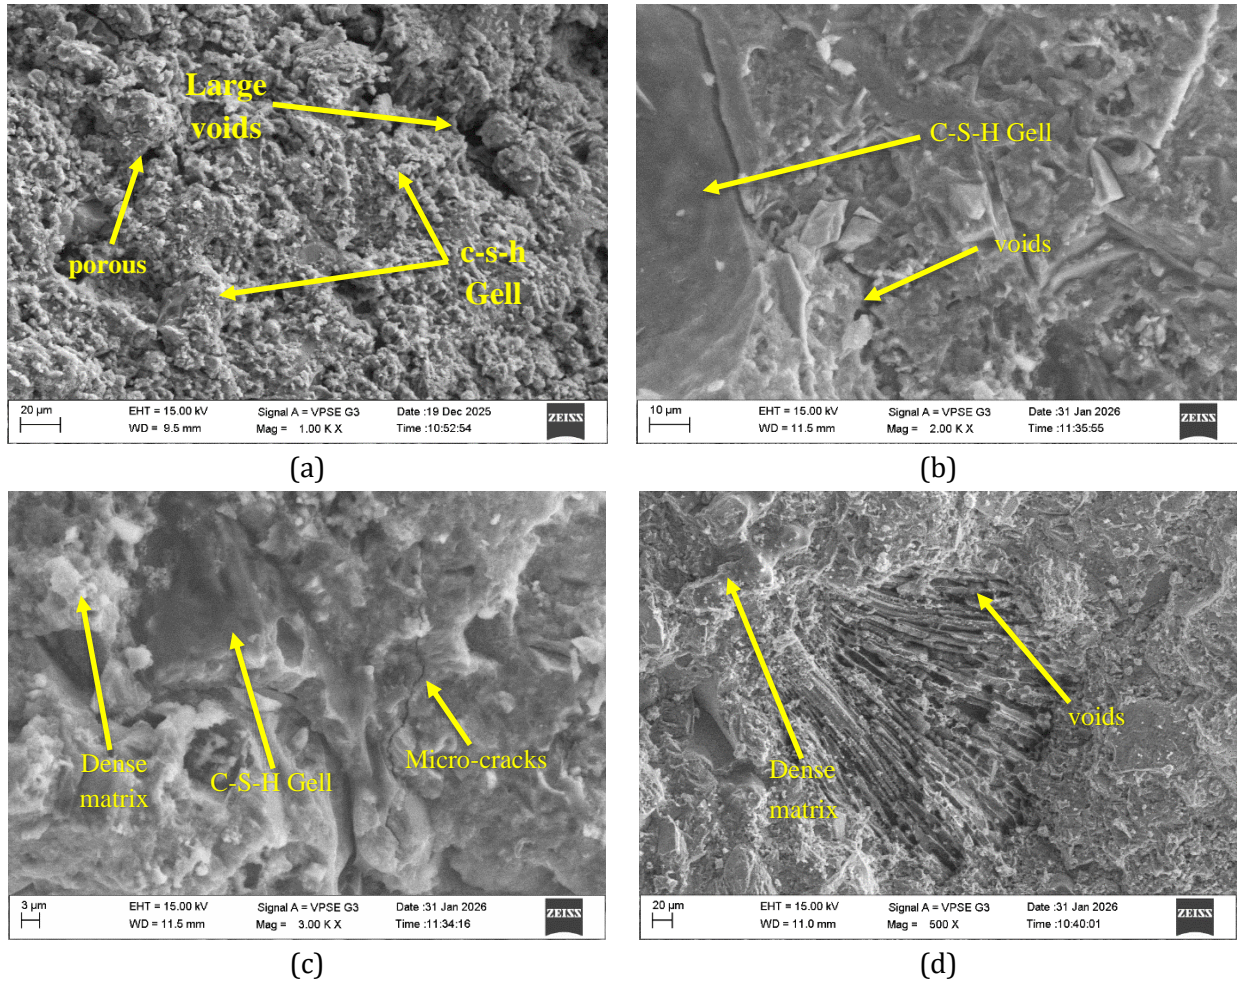 Large
voids
porous
c-s-h
Gell
20 µm
EHT = 15.00 kV
WD = 9.5 mm
Signal A = VPSE G3
Mag = 1.00 K X
Date :19 Dec 2025
Time :10:52:54
ZEISS
(a)
C-S-H Gell
voids
10 µm
EHT = 15.00 kV
WD = 11.5 mm
Signal A = VPSE G3
Mag = 2.00 K X
Date :31 Jan 2026
Time :11:35:55
ZEISS
(b)
Dense
matrix
C-S-H Gell
Micro-cracks
3 µm
EHT = 15.00 kV
WD = 11.5 mm
Signal A = VPSE G3
Mag = 3.00 K X
Date :31 Jan 2026
Time :11:34:16
ZEISS
(c)
voids
Dense
matrix
20 µm
EHT = 15.00 kV
WD = 11.0 mm
Signal A = VPSE G3
Mag = 500 X
Date :31 Jan 2026
Time :10:40:01
ZEISS
(d)